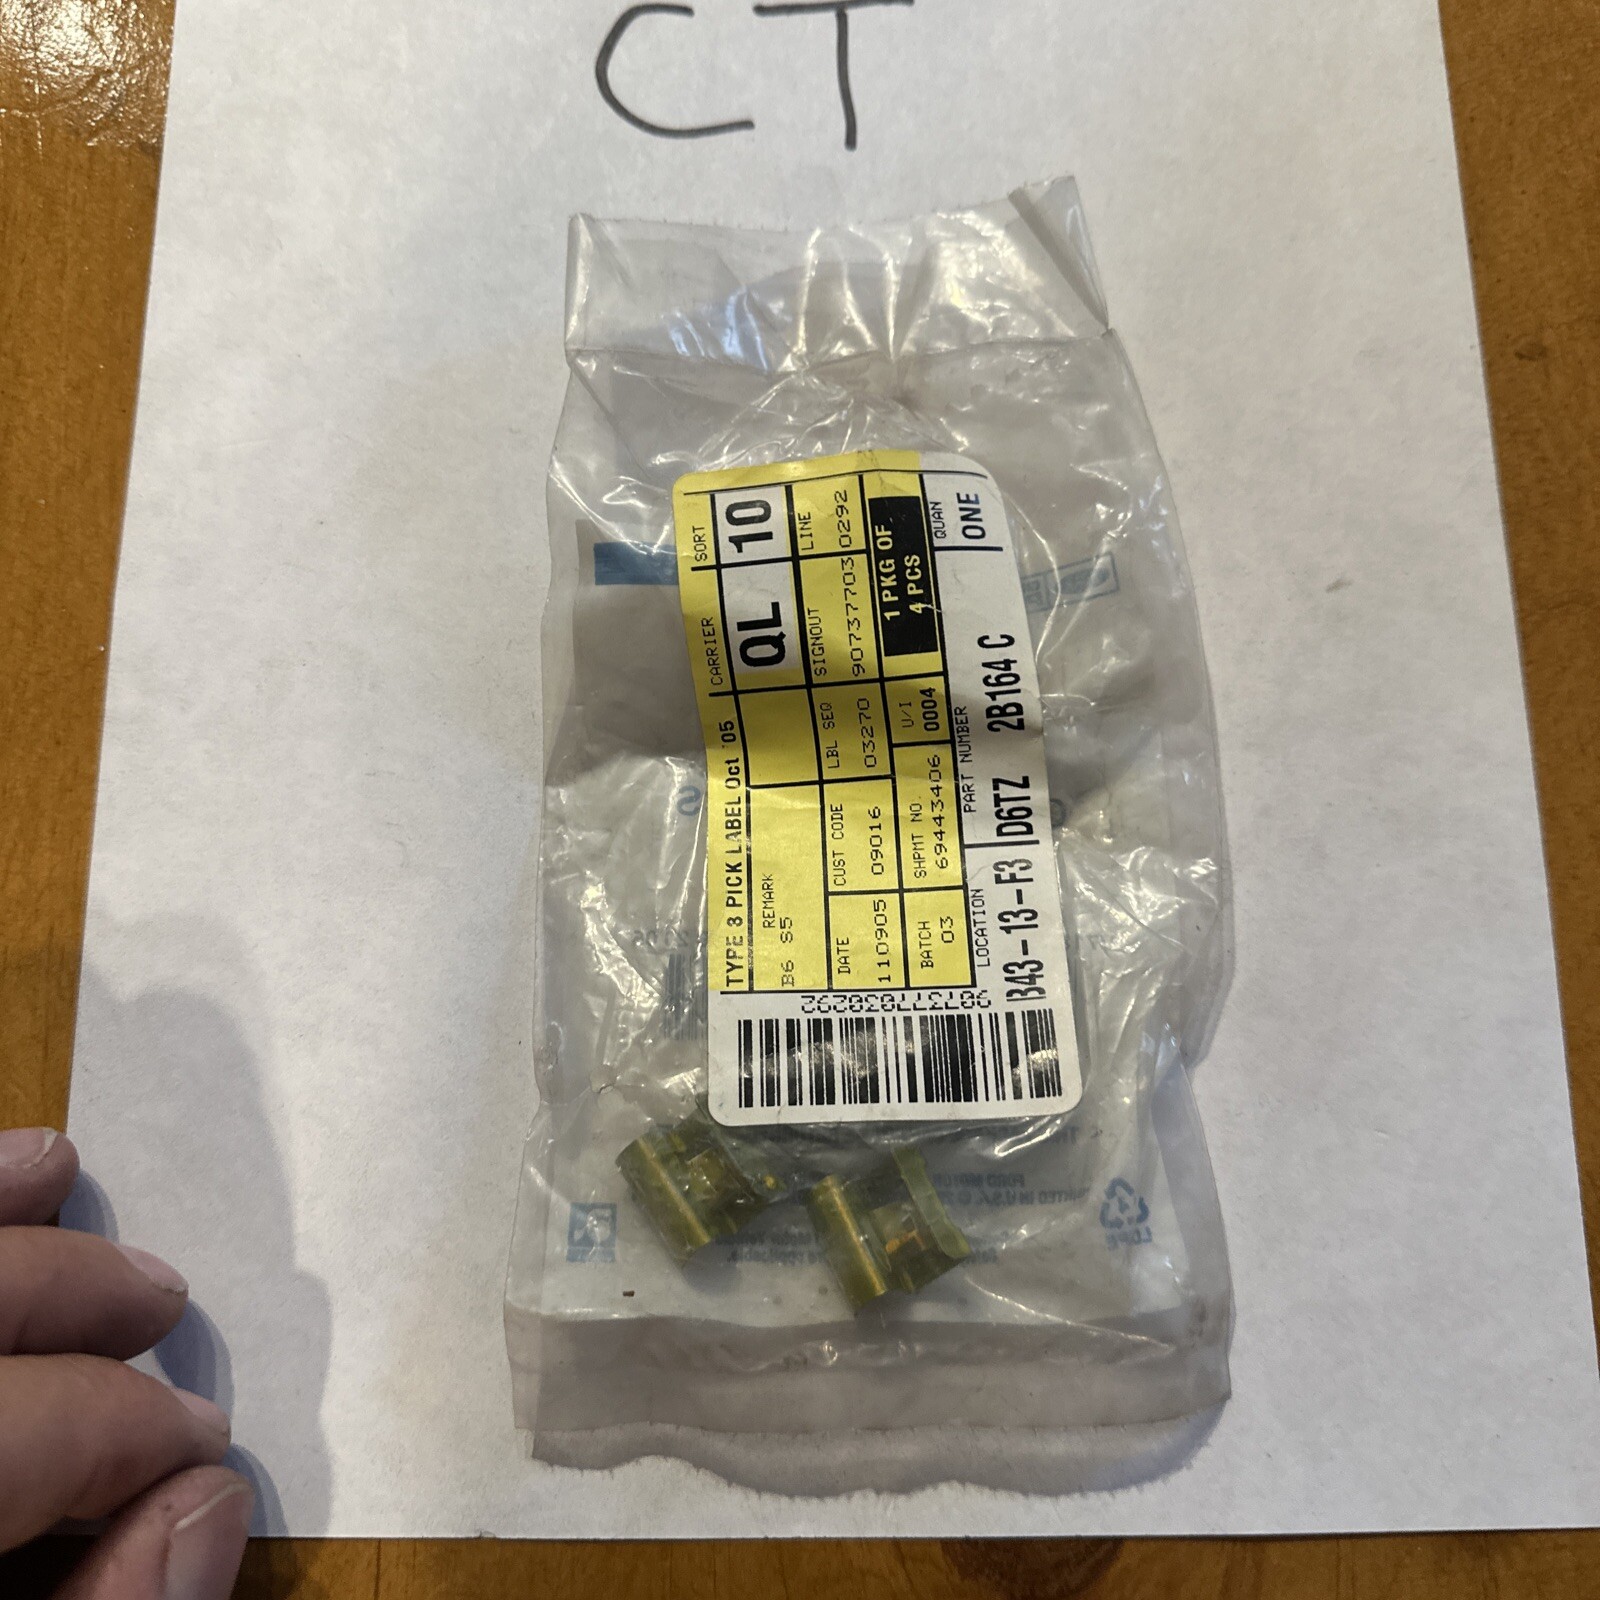 CT
TYPE 3 PICK LABEL Oct '05
CARRIER
SORT
REMARK
B6 S5
QL
10
DATE
CUST CODE
LBL SEQ
SIGNOUT
LINE
110905
09016
03270
907377703
0292
BATCH
SHPMT NO.
U/I
1 PKG OF
03
69443406
0004
4 PCS
LOCATION
PART NUMBER
QUAN
B43-13-F3
D6TZ 2B164 C
ONE
9073777030292